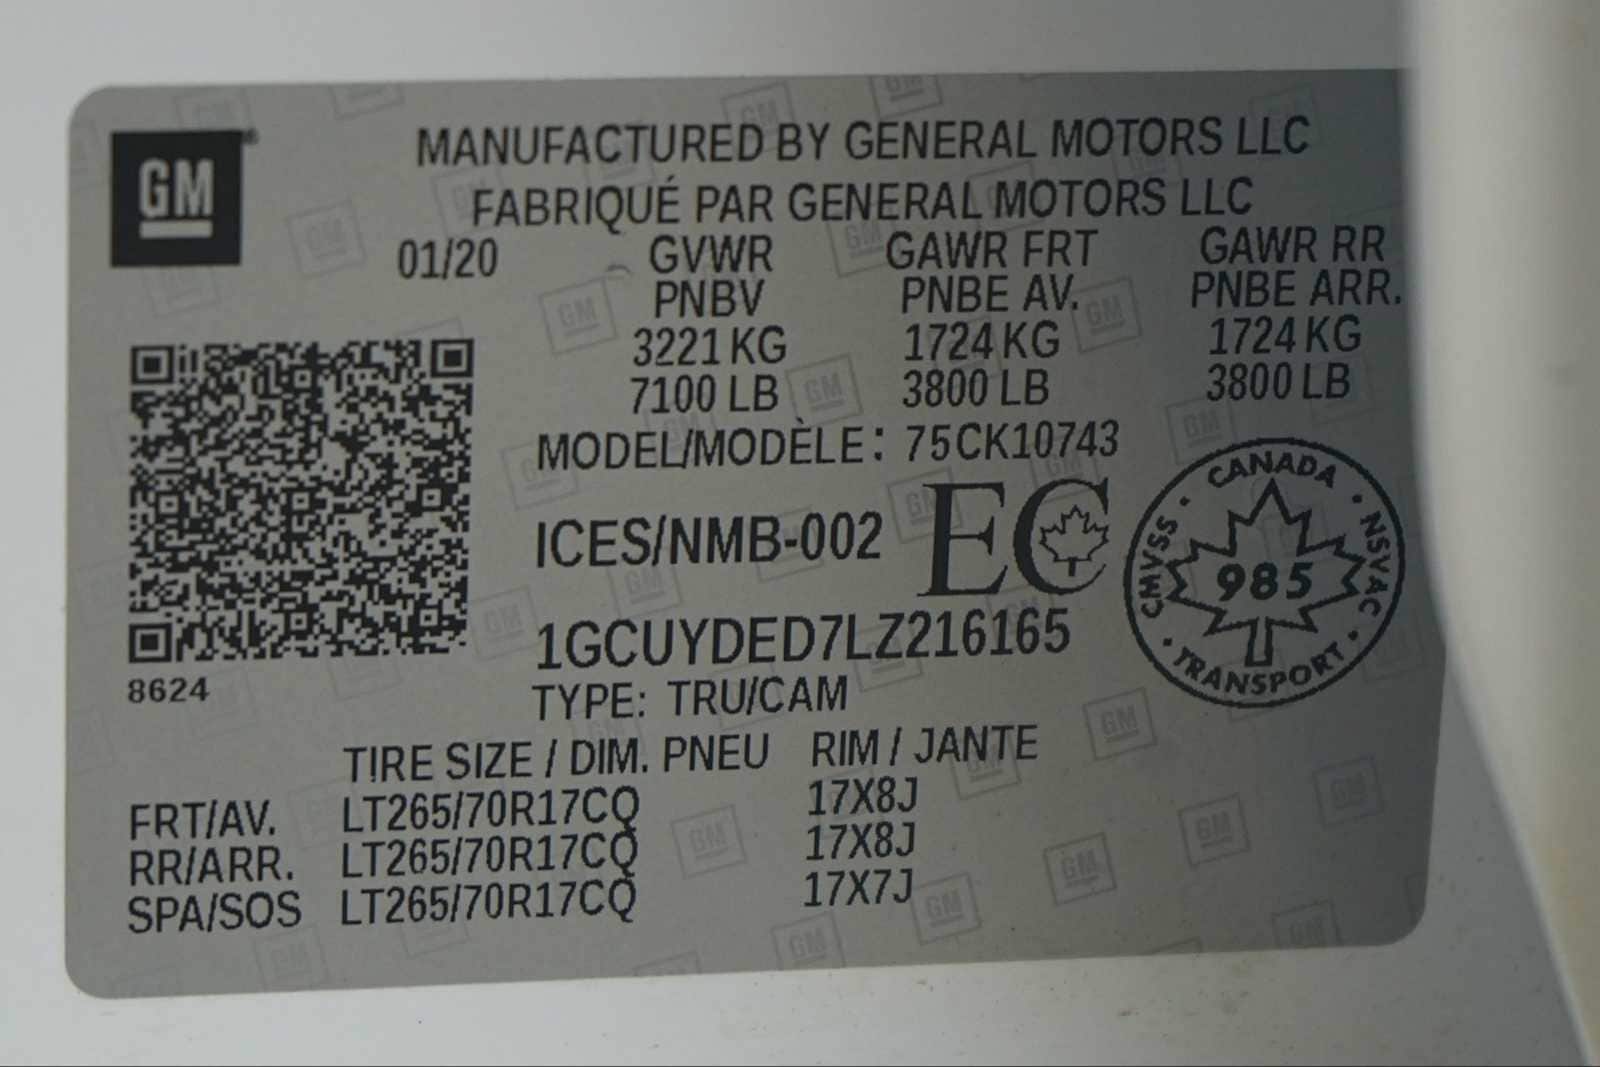 GM
MANUFACTURED BY GENERAL MOTORS LLC
FABRIQUÉ PAR GENERAL MOTORS LLC
01/20 GVWR GAWR FRT GAWR RR
PNBV PNBE AV. PNBE ARR.
3221 KG 1724 KG 1724 KG
7100 LB 3800 LB 3800 LB
MODEL/MODÈLE: 75CK10743
ICES/NMB-002 EC
CANADA
CMVSS · NSVAC
985
TRANSPORT
1GCUYDED7LZ216165
8624
TYPE: TRU/CAM
TIRE SIZE / DIM. PNEU RIM / JANTE
FRT/AV. LT265/70R17CQ 17X8J
RR/ARR. LT265/70R17CQ 17X8J
SPA/SOS LT265/70R17CQ 17X7J